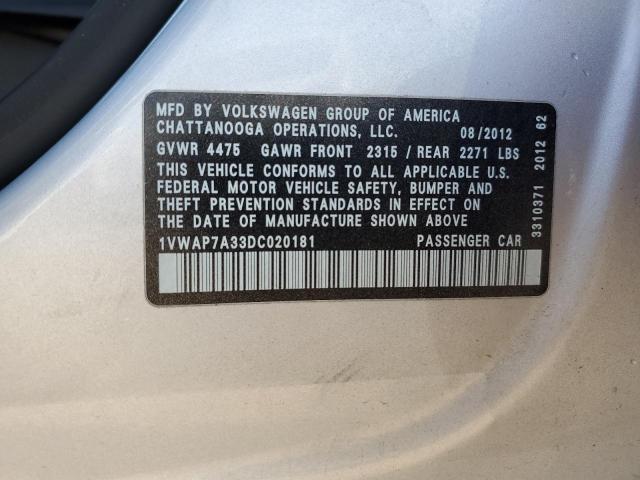 MFD BY VOLKSWAGEN GROUP OF AMERICA
CHATTANOOGA OPERATIONS, LLC. 08/2012
GVWR 4475 GAWR FRONT 2315/REAR 2271 LBS
THIS VEHICLE CONFORMS TO ALL APPLICABLE U.S.
FEDERAL MOTOR VEHICLE SAFETY, BUMPER AND
THEFT PREVENTION STANDARDS IN EFFECT ON
THE DATE OF MANUFACTURE SHOWN ABOVE
1VWAP7A33DC020181 PASSENGER CAR
3310371 2012 62